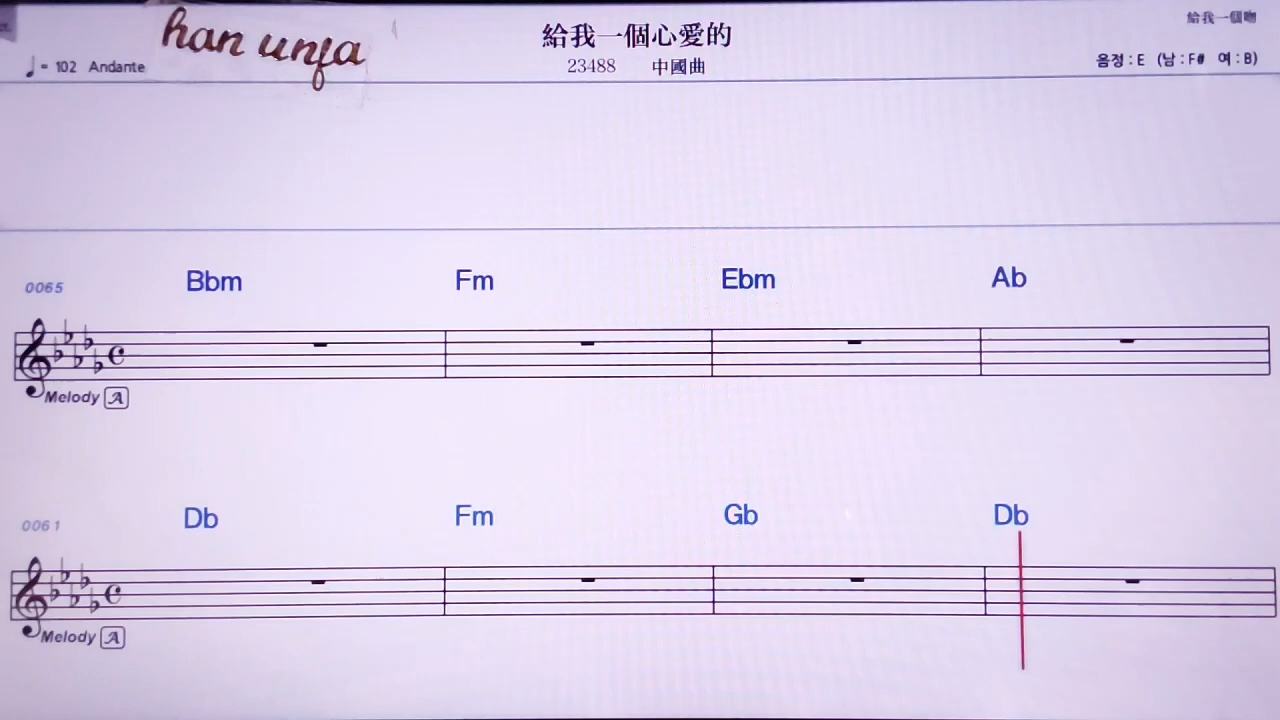 han unja
給我一個心愛的
給我一個吻
♩= 102 Andante
23488 中國曲
음정 : E (남 : F# 여 : B)
0065 Bbm Fm Ebm Ab
Melody A
0061 Db Fm Gb Db
Melody A